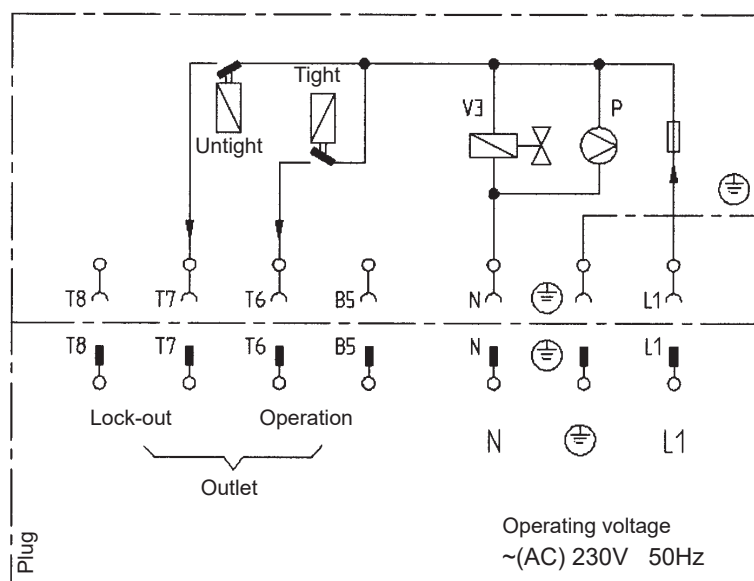 Tight
V3
P
Untight
T8 T7 T6 B5 N L1
T8 T7 T6 B5 N L1
Lock-out Operation
N L1
Outlet
Operating voltage
~(AC) 230V 50Hz
Plug